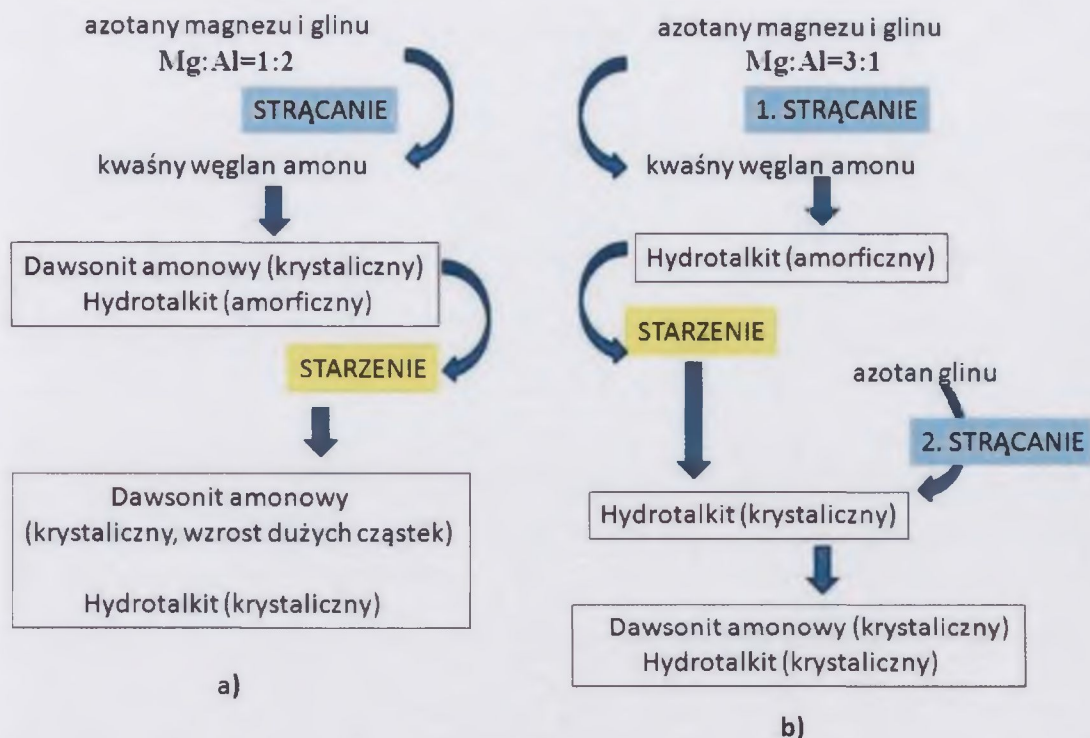 azotany magnezu i glinu
Mg:Al=1:2
STRĄCANIE
kwaśny węglan amonu
Dawsonit amonowy (krystaliczny)
Hydrotalkit (amorficzny)
STARZENIE
Dawsonit amonowy
(krystaliczny, wzrost dużych cząstek)
Hydrotalkit (krystaliczny)
a)
azotany magnezu i glinu
Mg:Al=3:1
1. STRĄCANIE
kwaśny węglan amonu
Hydrotalkit (amorficzny)
STARZENIE
azotan glinu
2. STRĄCANIE
Hydrotalkit (krystaliczny)
Dawsonit amonowy (krystaliczny)
Hydrotalkit (krystaliczny)
b)